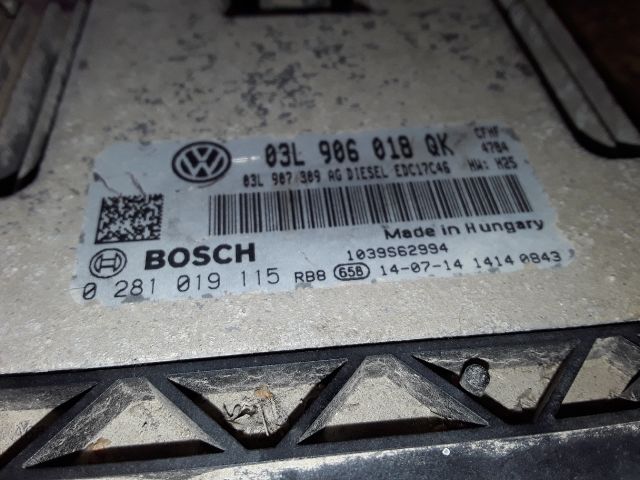 03L 906 018 QK CFHF
4784
03L 907 309 AG DIESEL EDC17C46 HW: H25
Made in Hungary
BOSCH 1039S62994
0 281 019 115 RB8 658 14-07-14 1414 0843